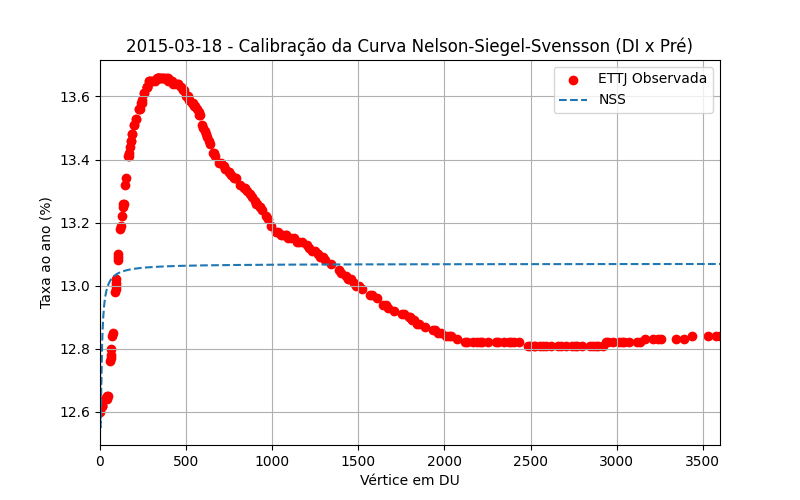 2015-03-18 - Calibração da Curva Nelson-Siegel-Svensson (DI x Pré)
ETTJ Observada
NSS
Taxa ao ano (%)
13.6
13.4
13.2
13.0
12.8
12.6
0 500 1000 1500 2000 2500 3000 3500
Vértice em DU